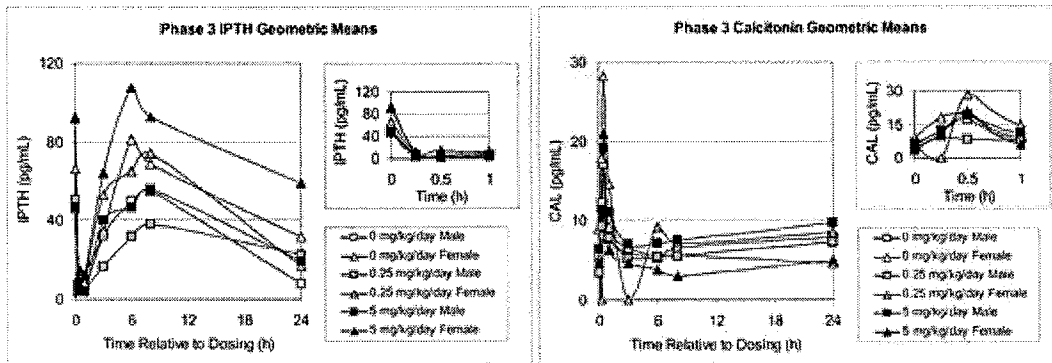 Phase 3 IPTH Geometric Means
IPTH (pg/mL)
120
80
40
0
0 6 12 18 24
Time Relative to Dosing (h)
IPTH (pg/mL)
120
100
80
60
40
20
0
0 0.5 1
Time (h)
0 mg/kg/day Male
0 mg/kg/day Female
0.25 mg/kg/day Male
0.25 mg/kg/day Female
5 mg/kg/day Male
5 mg/kg/day Female
Phase 3 Calcitonin Geometric Means
CAL (pg/mL)
30
20
10
0
0 6 12 18 24
Time Relative to Dosing (h)
CAL (pg/mL)
30
15
0
0 0.5 1
Time (h)
0 mg/kg/day Male
0 mg/kg/day Female
0.25 mg/kg/day Male
0.25 mg/kg/day Female
5 mg/kg/day Male
5 mg/kg/day Female